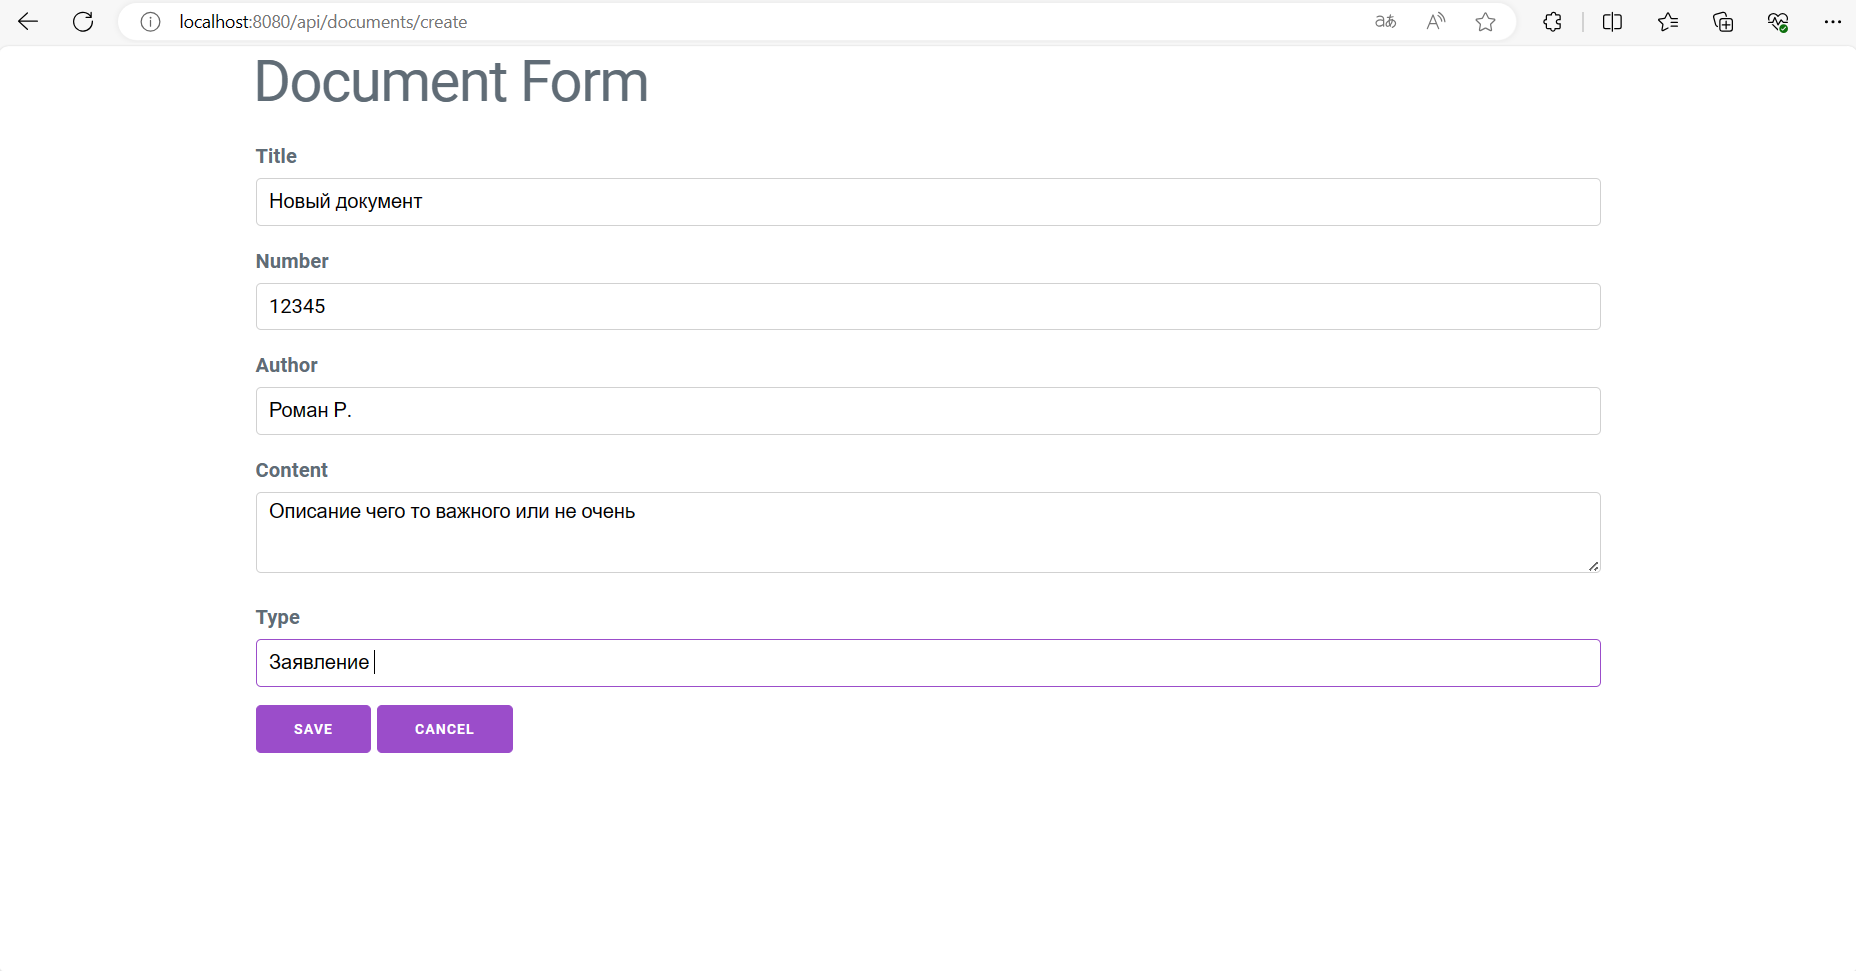 localhost:8080/api/documents/create
Document Form
Title
Новый документ
Number
12345
Author
Роман Р.
Content
Описание чего то важного или не очень
Type
Заявление
SAVE CANCEL